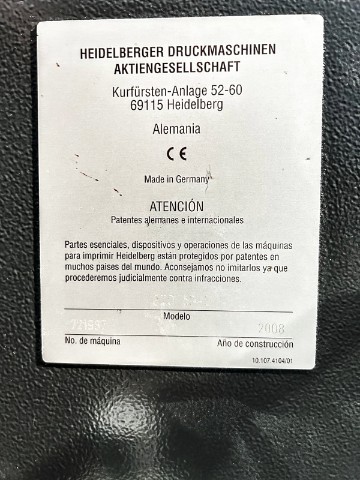 HEIDELBERGER DRUCKMASCHINEN
AKTIENGESELLSCHAFT
Kurfürsten-Anlage 52-60
69115 Heidelberg
Alemania
CE
Made in Germany
ATENCIÓN
Patentes alemanes e internacionales
Partes esenciales, dispositivos y operaciones de las máquinas
para imprimir Heidelberg están protegidos por patentes en
muchos países del mundo. Aconsejamos no imitarlos ya que
procederemos judicialmente contra infracciones.
Modelo
2008
No. de máquina Año de construcción
10.107.4104/01